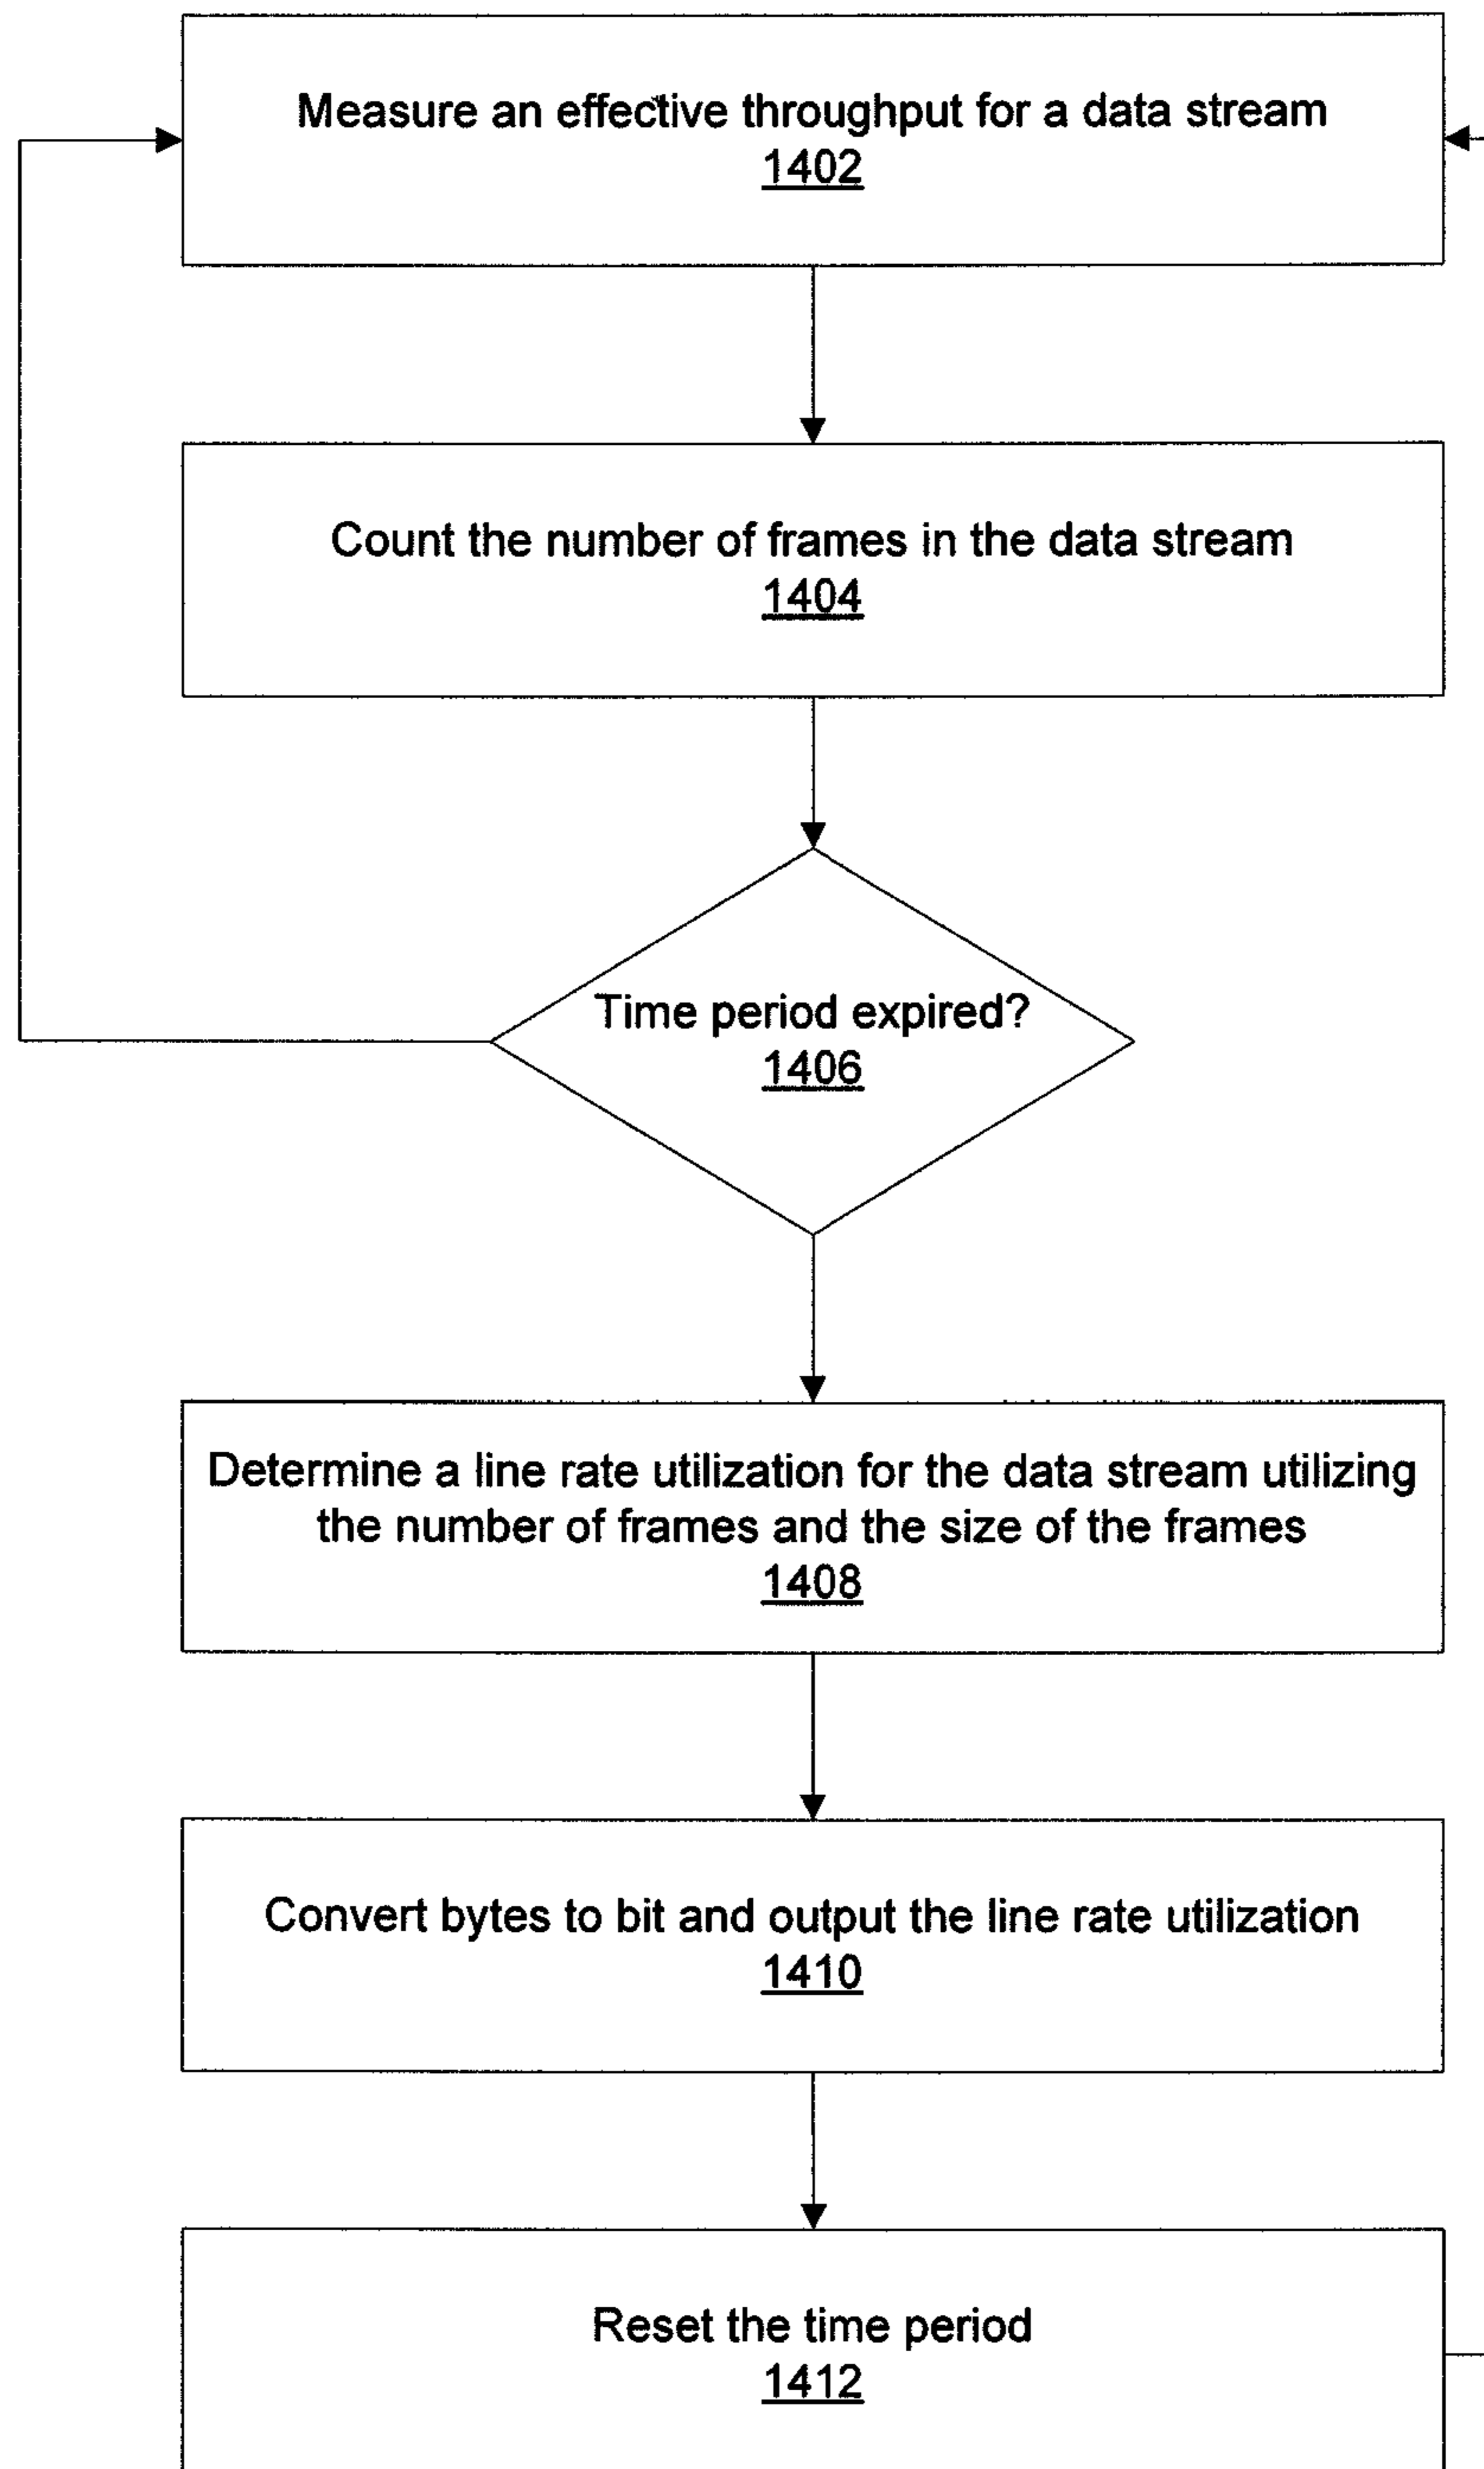 Measure an effective throughput for a data stream
1402
Count the number of frames in the data stream
1404
Time period expired?
1406
Determine a line rate utilization for the data stream utilizing
the number of frames and the size of the frames
1408
Convert bytes to bit and output the line rate utilization
1410
Reset the time period
1412